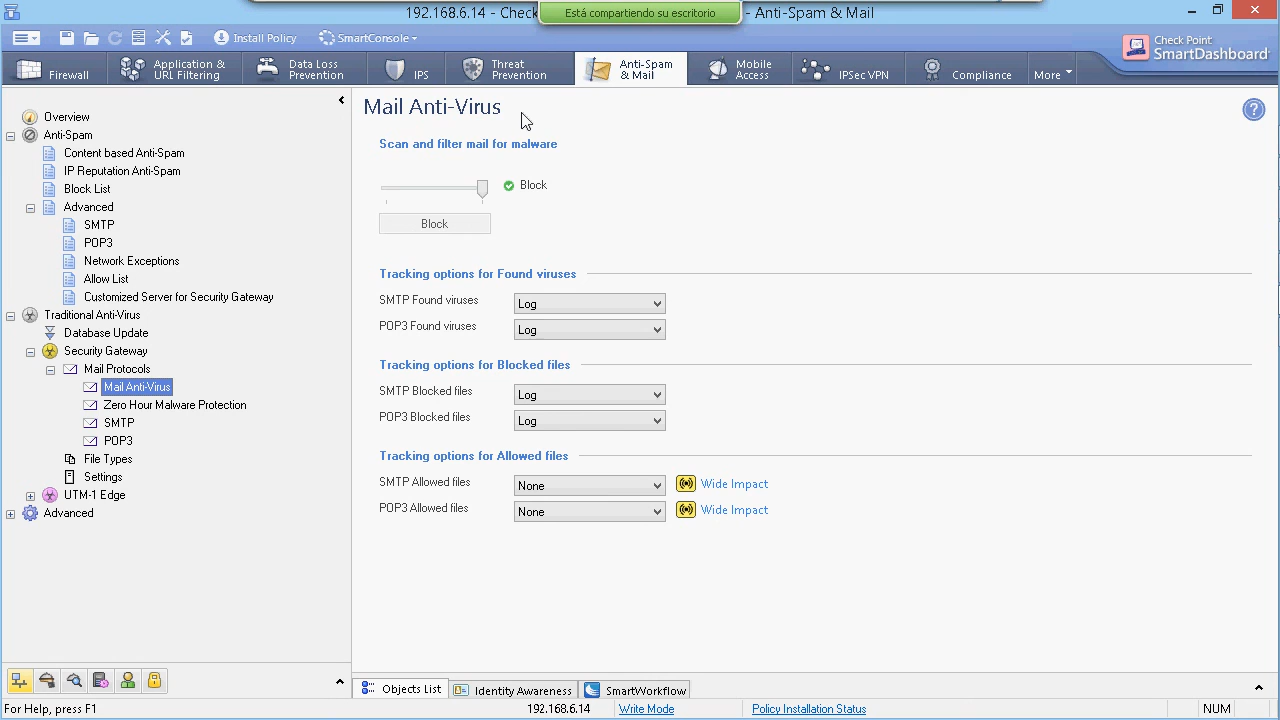 192.168.6.14 - Check
Está compartiendo su escritorio
- Anti-Spam & Mail
Install Policy
SmartConsole
Check Point
SmartDashboard
Firewall
Application &
URL Filtering
Data Loss
Prevention
IPS
Threat
Prevention
Anti-Spam
& Mail
Mobile
Access
IPSec VPN
Compliance
More
Overview
Anti-Spam
Content based Anti-Spam
IP Reputation Anti-Spam
Block List
Advanced
SMTP
POP3
Network Exceptions
Allow List
Customized Server for Security Gateway
Traditional Anti-Virus
Database Update
Security Gateway
Mail Protocols
Mail Anti-Virus
Zero Hour Malware Protection
SMTP
POP3
File Types
Settings
UTM-1 Edge
Advanced
Mail Anti-Virus
Scan and filter mail for malware
Block
Block
Tracking options for Found viruses
SMTP Found viruses Log
POP3 Found viruses Log
Tracking options for Blocked files
SMTP Blocked files Log
POP3 Blocked files Log
Tracking options for Allowed files
SMTP Allowed files None Wide Impact
POP3 Allowed files None Wide Impact
Objects List
Identity Awareness
SmartWorkflow
For Help, press F1
192.168.6.14
Write Mode
Policy Installation Status
NUM